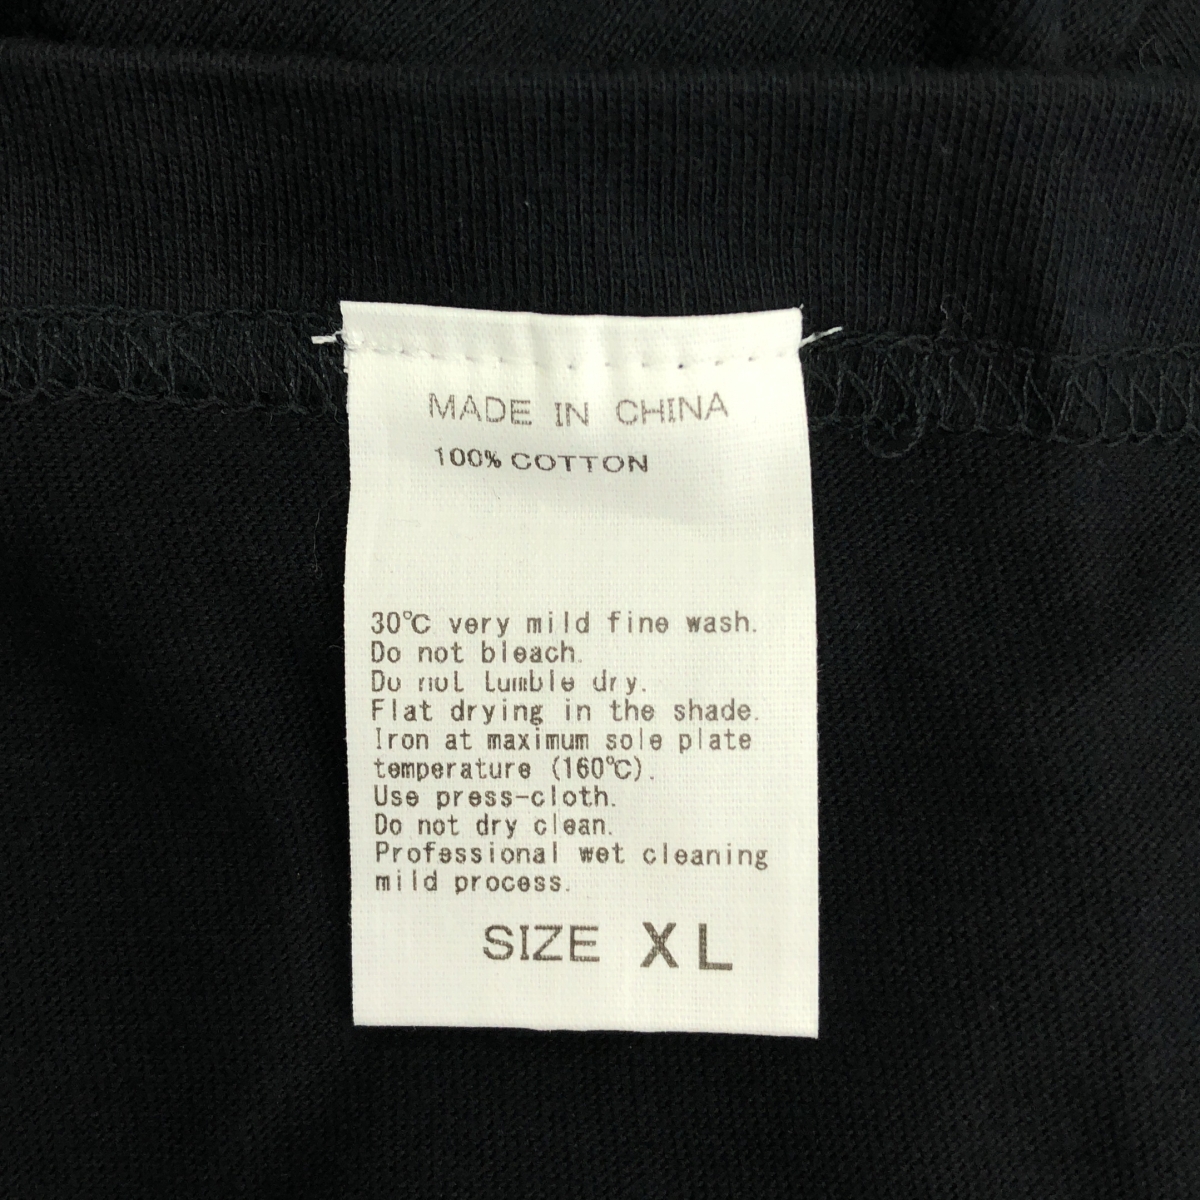 MADE IN CHINA
100% COTTON
30℃ very mild fine wash.
Do not bleach.
Do not tumble dry.
Flat drying in the shade.
Iron at maximum sole plate
temperature (160℃).
Use press-cloth.
Do not dry clean.
Professional wet cleaning
mild process.
SIZE XL